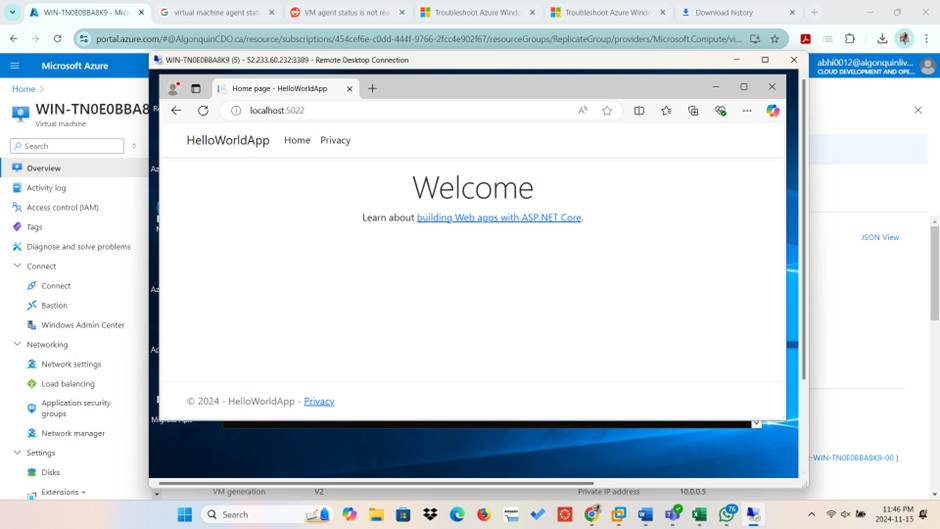 WIN-TN0E0BBA8K9 - Mic
virtual machine agent status
VM agent status is not rea
Troubleshoot Azure Windo
Troubleshoot Azure Windo
Download history
portal.azure.com/#@AlgonquinCDO.ca/resource/subscriptions/454cef6e-c0dd-444f-9766-2fcc4e902f67/resourceGroups/ReplicateGroup/providers/Microsoft.Compute/vi...
Microsoft Azure
abhi0012@algonquinliv...
CLOUD DEVELOPMENT AND OPE...
Home
WIN-TN0E0BBA8
Virtual machine
Search
Overview
Activity log
Access control (IAM)
Tags
Diagnose and solve problems
Connect
Connect
Bastion
Windows Admin Center
Networking
Network settings
Load balancing
Application security
groups
Network manager
Settings
Disks
Extensions +
WIN-TN0E0BBA8K9 (5) - 52.233.60.232:3389 - Remote Desktop Connection
Home page - HelloWorldApp
localhost:5022
HelloWorldApp
Home
Privacy
Welcome
Learn about building Web apps with ASP.NET Core.
© 2024 - HelloWorldApp - Privacy
JSON View
-WIN-TN0E0BBA8K9-00 )
VM generation
V2
Private IP address
10.0.0.5
Search
76
11:46 PM
2024-11-15